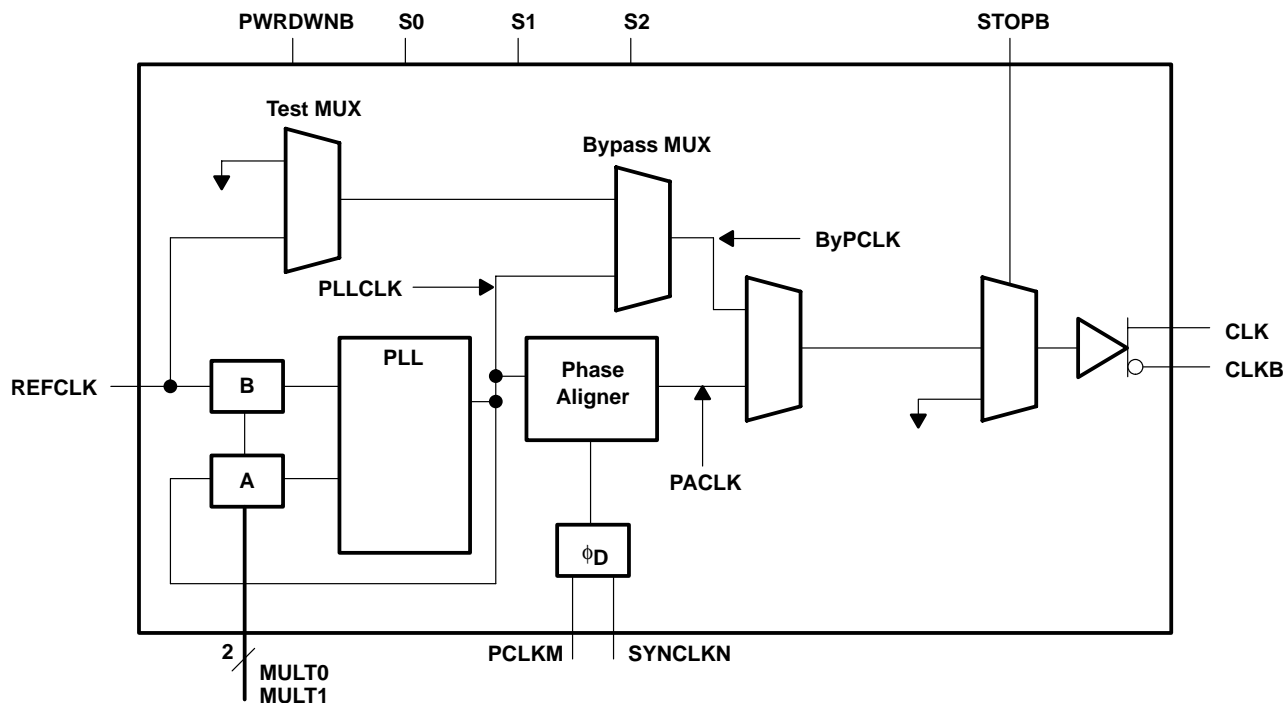 PWRDWNB S0 S1 S2 STOPB
Test MUX
Bypass MUX
ByPCLK
PLLCLK
PLL
CLK
Phase
Aligner
B
REFCLK
CLKB
A
PACLK
ϕD
2
PCLKM SYNCLKN
MULT0
MULT1